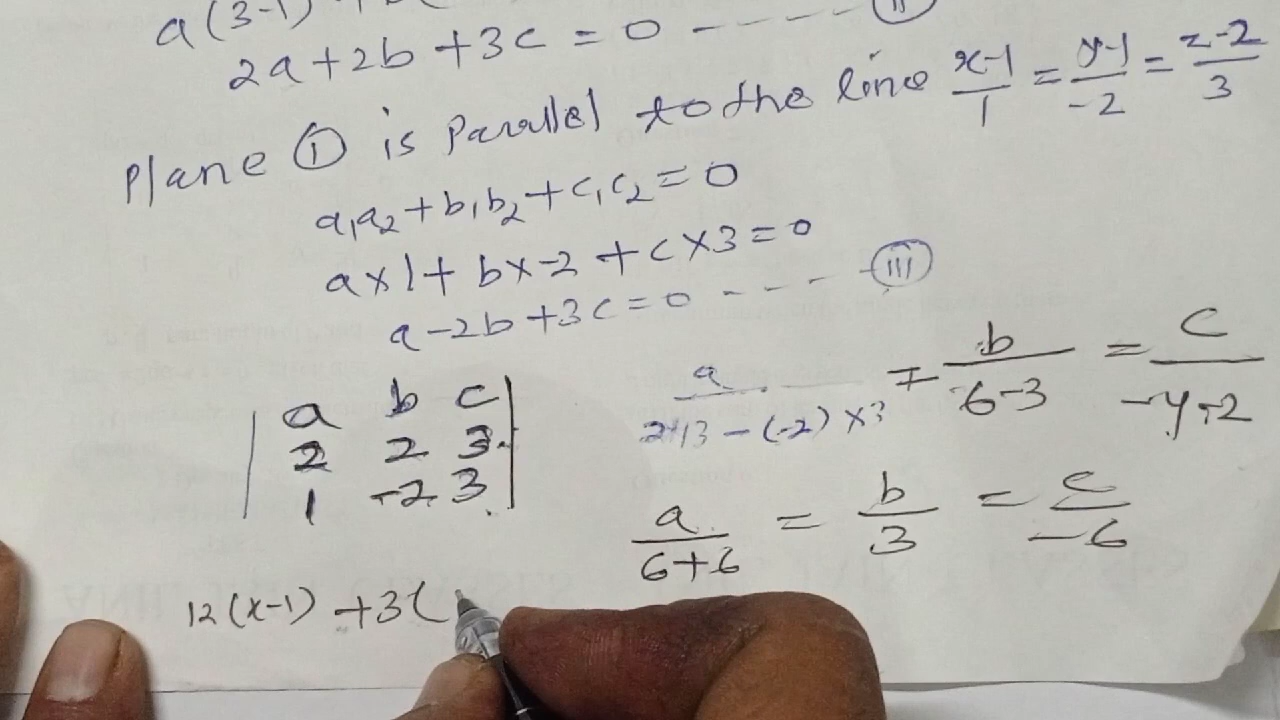 a(3-1)
2a+2b+3c=0 ----- (ii)
Plane (i) is Parallel to the line (x-1)/1 = (y-1)/-2 = (z-2)/3
a₁a₂+b₁b₂+c₁c₂=0
a×1+b×-2+c×3=0
a-2b+3c=0 ---- (iii)
| a b c |
| 2 2 3 |
| 1 -2 3 |
a/(2×3-(-2)×3) = b/(6-3) = c/(-4-2)
a/(6+6) = b/3 = c/-6
12(x-1)+3(